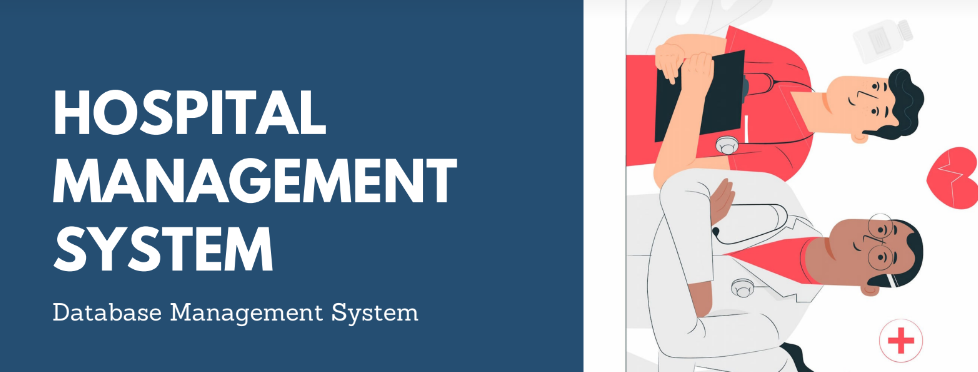 HOSPITAL
MANAGEMENT
SYSTEM
Database Management System